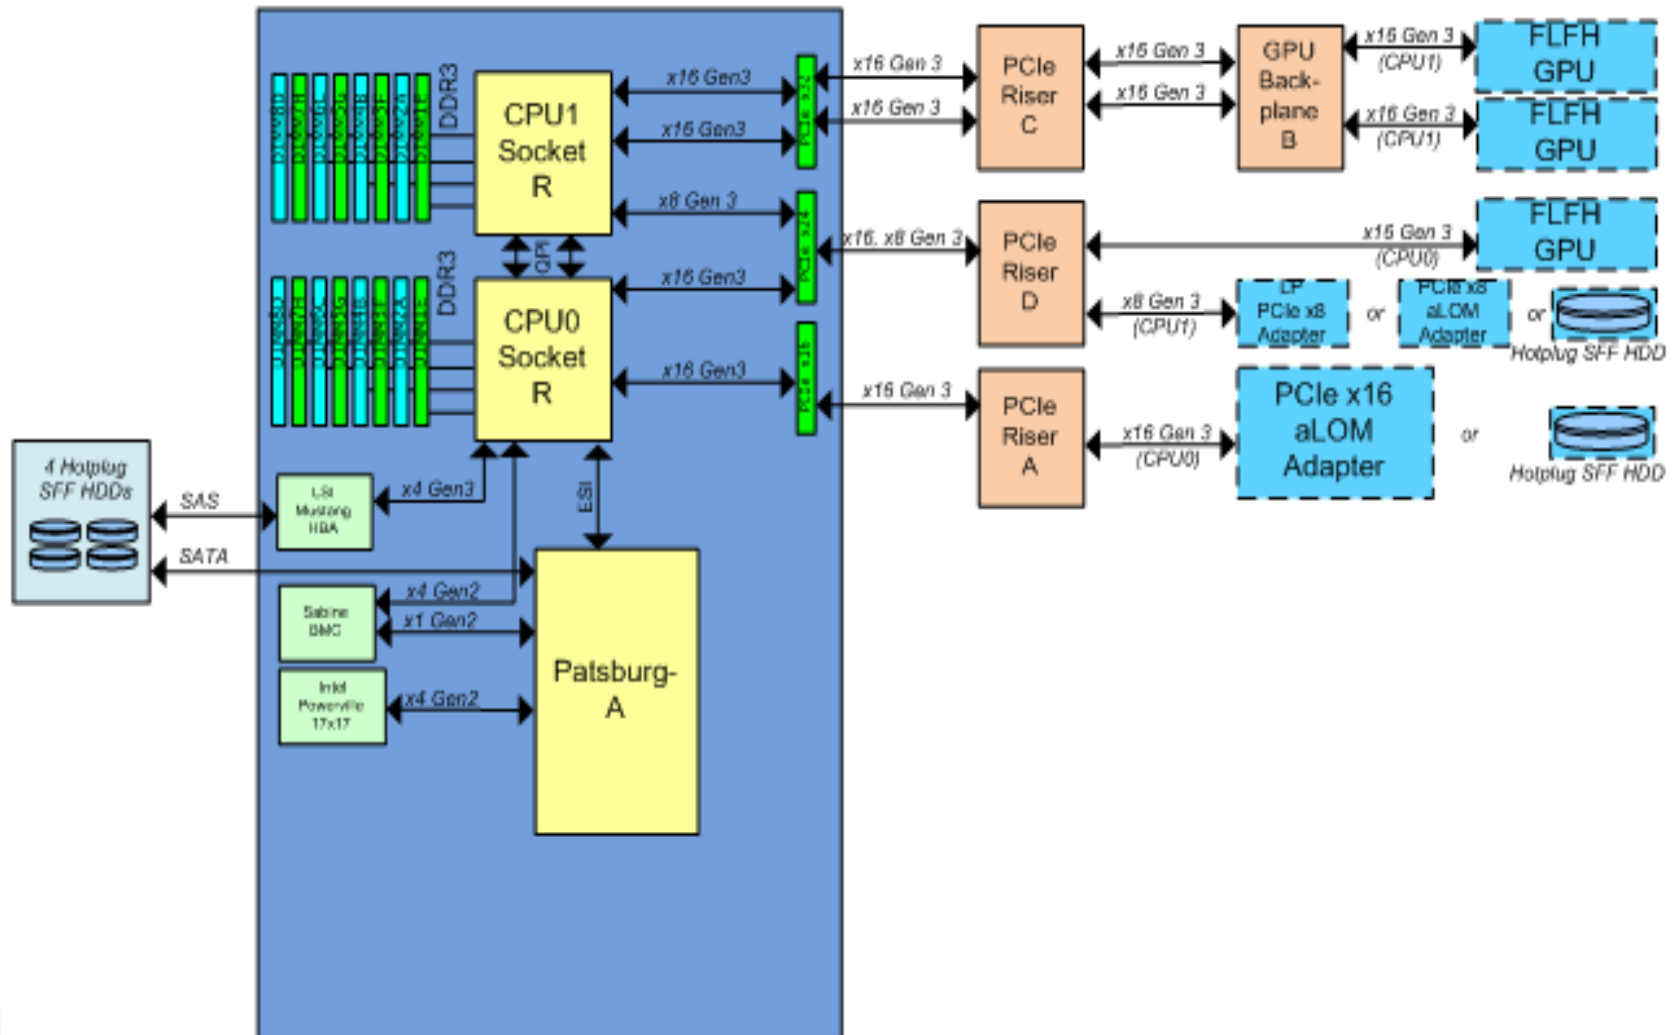 DDR3
CPU1
Socket
R
x16 Gen3
x16 Gen3
x8 Gen 3
PCIe x32
x16 Gen 3
x16 Gen 3
PCIe
Riser
C
x16 Gen 3
x16 Gen 3
GPU
Back-
plane
B
x16 Gen 3
(CPU1)
FLFH
GPU
x16 Gen 3
(CPU1)
FLFH
GPU
QPI
PCIe x24
x16, x8 Gen 3
PCIe
Riser
D
x16 Gen 3
(CPU0)
FLFH
GPU
x8 Gen 3
(CPU1)
LP
PCIe x8
Adapter
or
PCIe x8
aLOM
Adapter
or
Hotplug SFF HDD
DDR3
CPU0
Socket
R
x16 Gen3
x16 Gen3
PCIe x16
x16 Gen 3
PCIe
Riser
A
x16 Gen 3
(CPU0)
PCIe x16
aLOM
Adapter
or
Hotplug SFF HDD
4 Hotplug
SFF HDDs
SAS
SATA
LSI
Mustang
HBA
x4 Gen3
ESI
Sabine
BMC
x4 Gen2
x1 Gen2
Intel
Powerville
17x17
x4 Gen2
Patsburg-
A